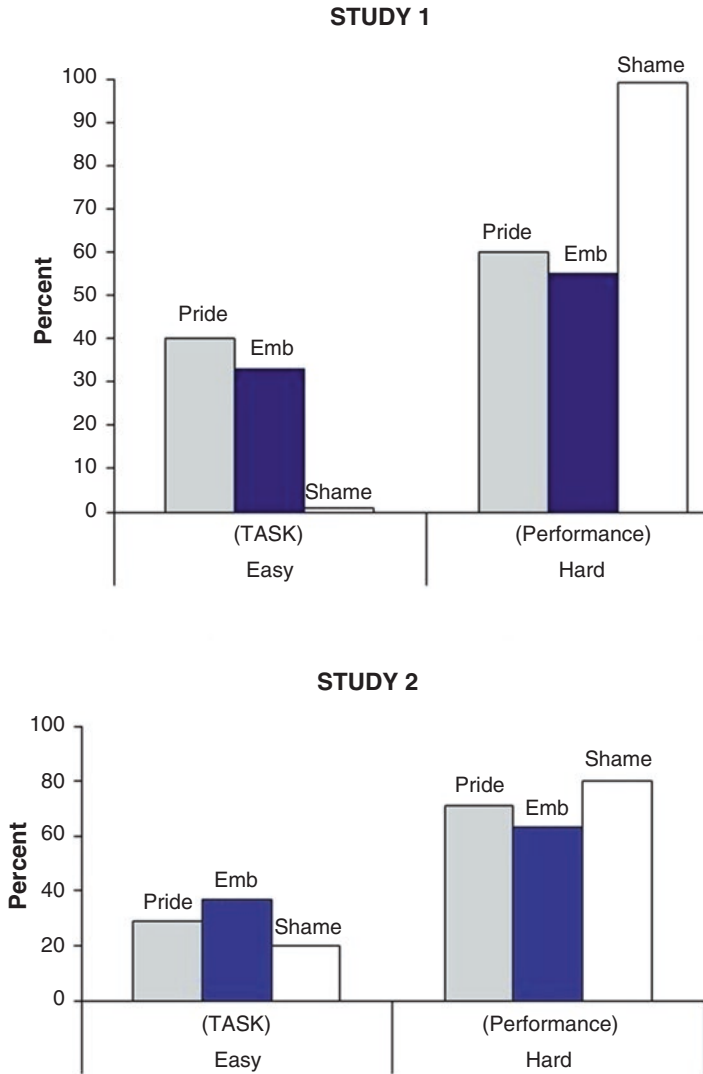 STUDY 1
Percent
100
90
80
70
60
50
40
30
20
10
0
Pride
Emb
Shame
Pride
Emb
Shame
(TASK)
(Performance)
Easy
Hard
STUDY 2
Percent
100
80
60
40
20
0
Pride
Emb
Shame
Pride
Emb
Shame
(TASK)
(Performance)
Easy
Hard